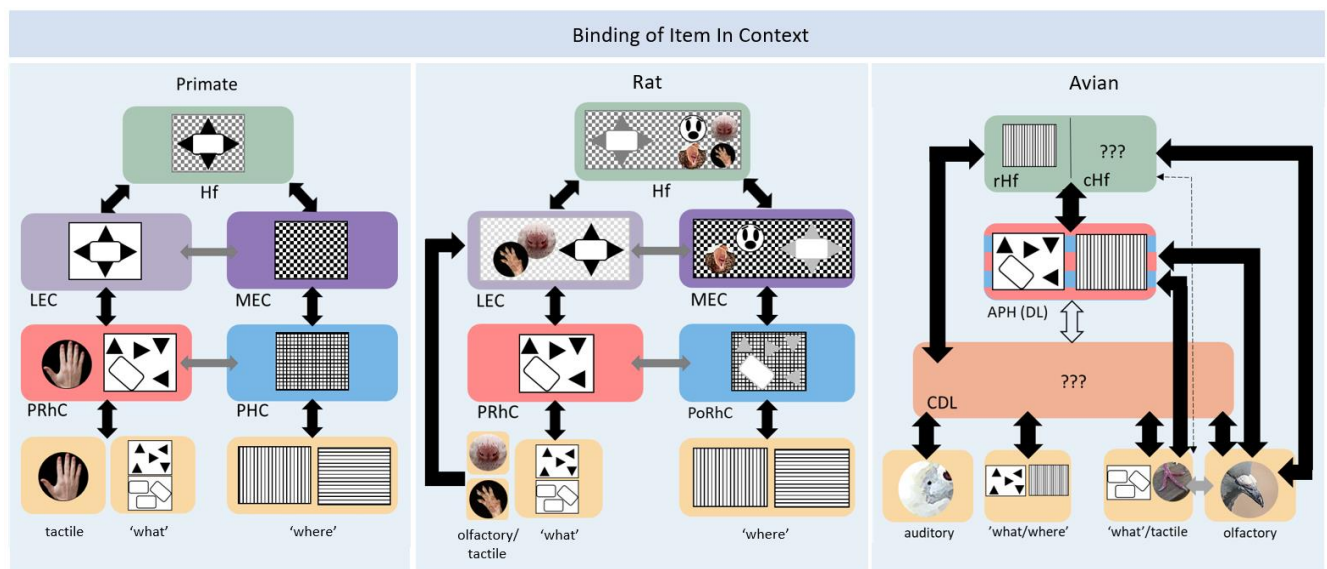 Binding of Item In Context
Primate
Hf
LEC
MEC
PRhC
PHC
tactile
‘what’
‘where’
Rat
Hf
LEC
MEC
PRhC
PoRhC
olfactory/
tactile
‘what’
‘where’
Avian
???
rHf
cHf
APH (DL)
???
CDL
auditory
‘what/where’
‘what’/tactile
olfactory